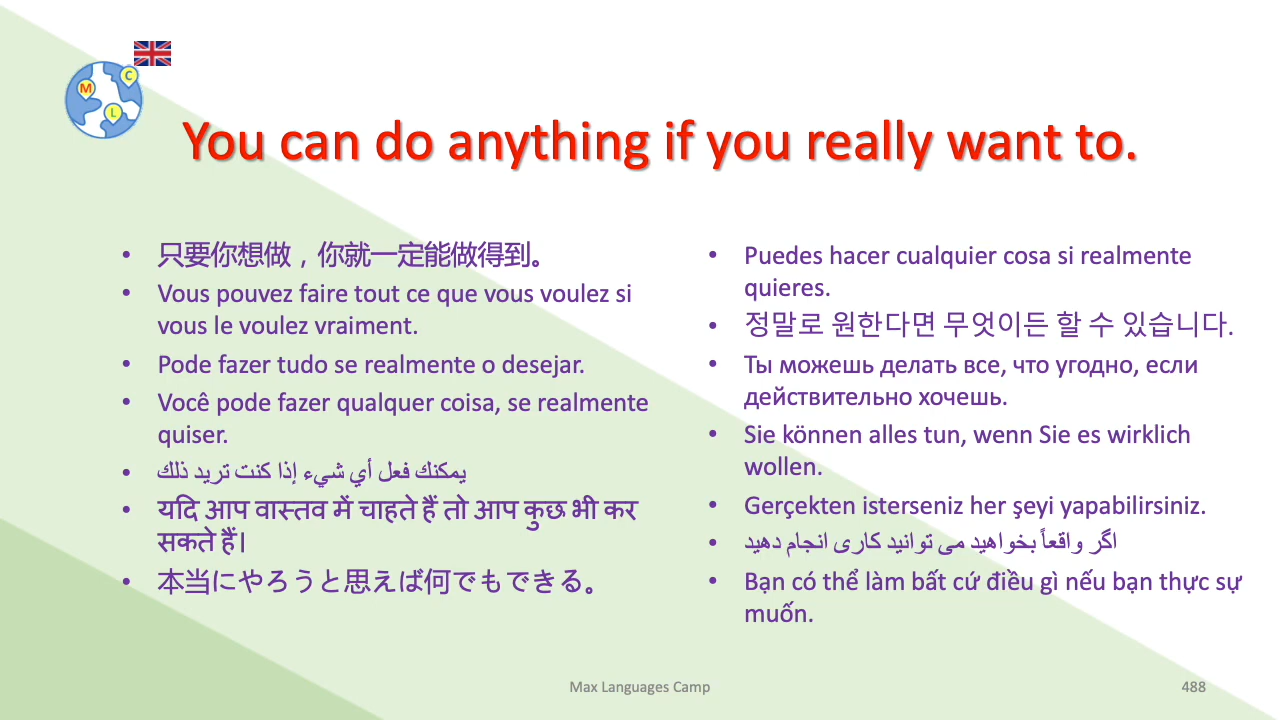 M
C
L
You can do anything if you really want to.
只要你想做，你就一定能做得到。
Vous pouvez faire tout ce que vous voulez si
vous le voulez vraiment.
Pode fazer tudo se realmente o desejar.
Você pode fazer qualquer coisa, se realmente
quiser.
يمكنك فعل أي شيء إذا كنت تريد ذلك
यदि आप वास्तव में चाहते हैं तो आप कुछ भी कर
सकते हैं।
本当にやろうと思えば何でもできる。
Puedes hacer cualquier cosa si realmente
quieres.
정말로 원한다면 무엇이든 할 수 있습니다.
Ты можешь делать все, что угодно, если
действительно хочешь.
Sie können alles tun, wenn Sie es wirklich
wollen.
Gerçekten isterseniz her şeyi yapabilirsiniz.
اگر واقعاً بخواهید می توانید کاری انجام دهید
Bạn có thể làm bất cứ điều gì nếu bạn thực sự
muốn.
Max Languages Camp
488